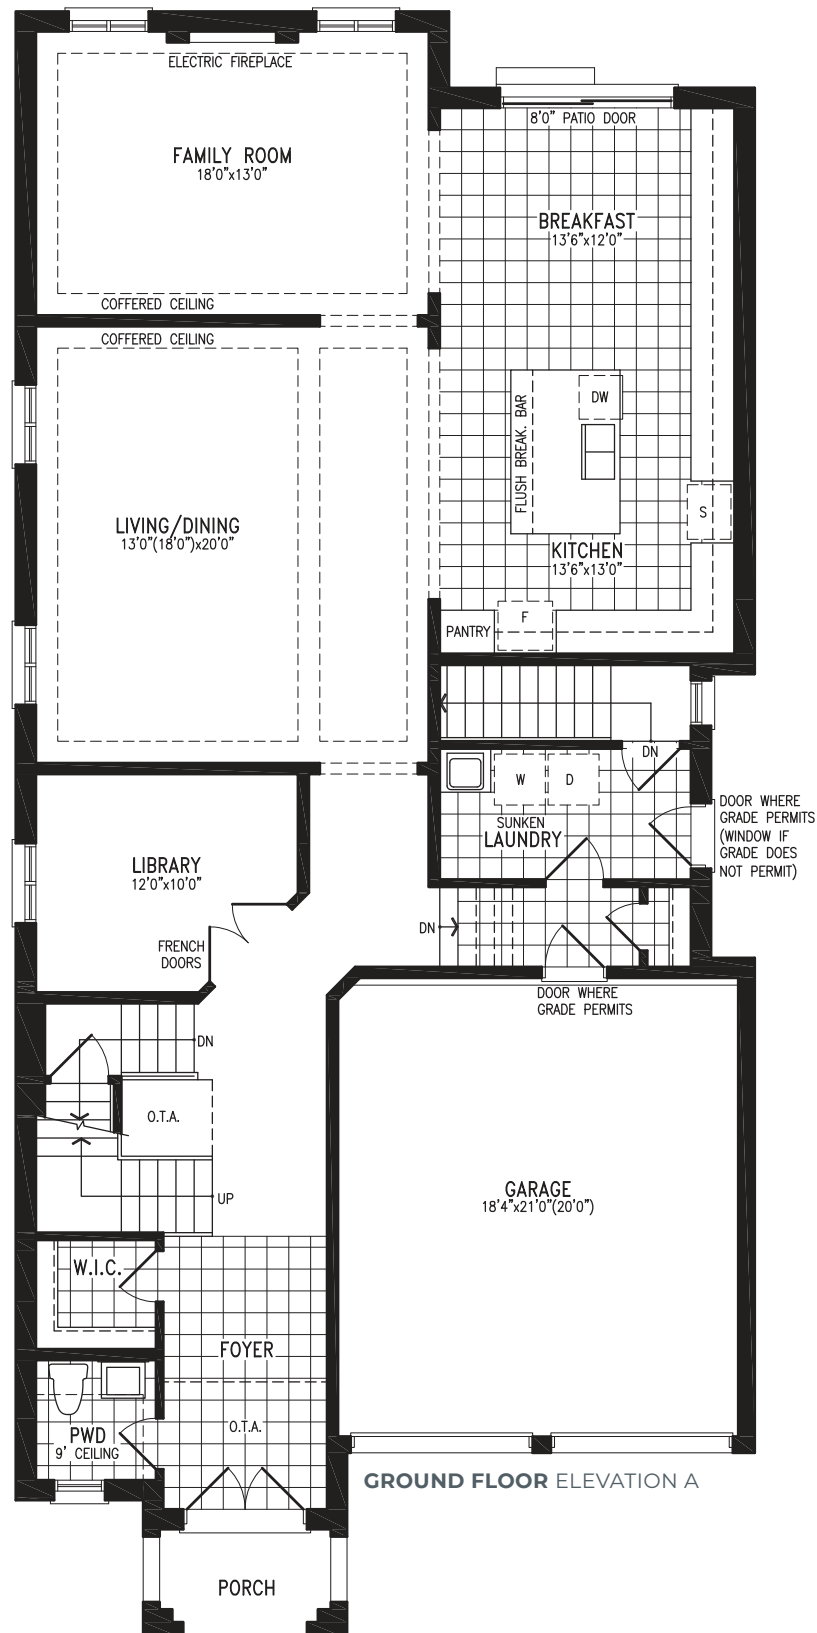 ELECTRIC FIREPLACE
FAMILY ROOM
18'0"x13'0"
COFFERED CEILING
8'0" PATIO DOOR
BREAKFAST
13'6"x12'0"
COFFERED CEILING
LIVING/DINING
13'0"(18'0")x20'0"
DW
FLUSH BREAK. BAR
S
KITCHEN
13'6"x13'0"
F
PANTRY
DN
W
D
SUNKEN
LAUNDRY
DOOR WHERE
GRADE PERMITS
(WINDOW IF
GRADE DOES
NOT PERMIT)
LIBRARY
12'0"x10'0"
FRENCH
DOORS
DN
DOOR WHERE
GRADE PERMITS
DN
O.T.A.
UP
GARAGE
18'4"x21'0"(20'0")
W.I.C.
FOYER
O.T.A.
PWD
9' CEILING
GROUND FLOOR ELEVATION A
PORCH